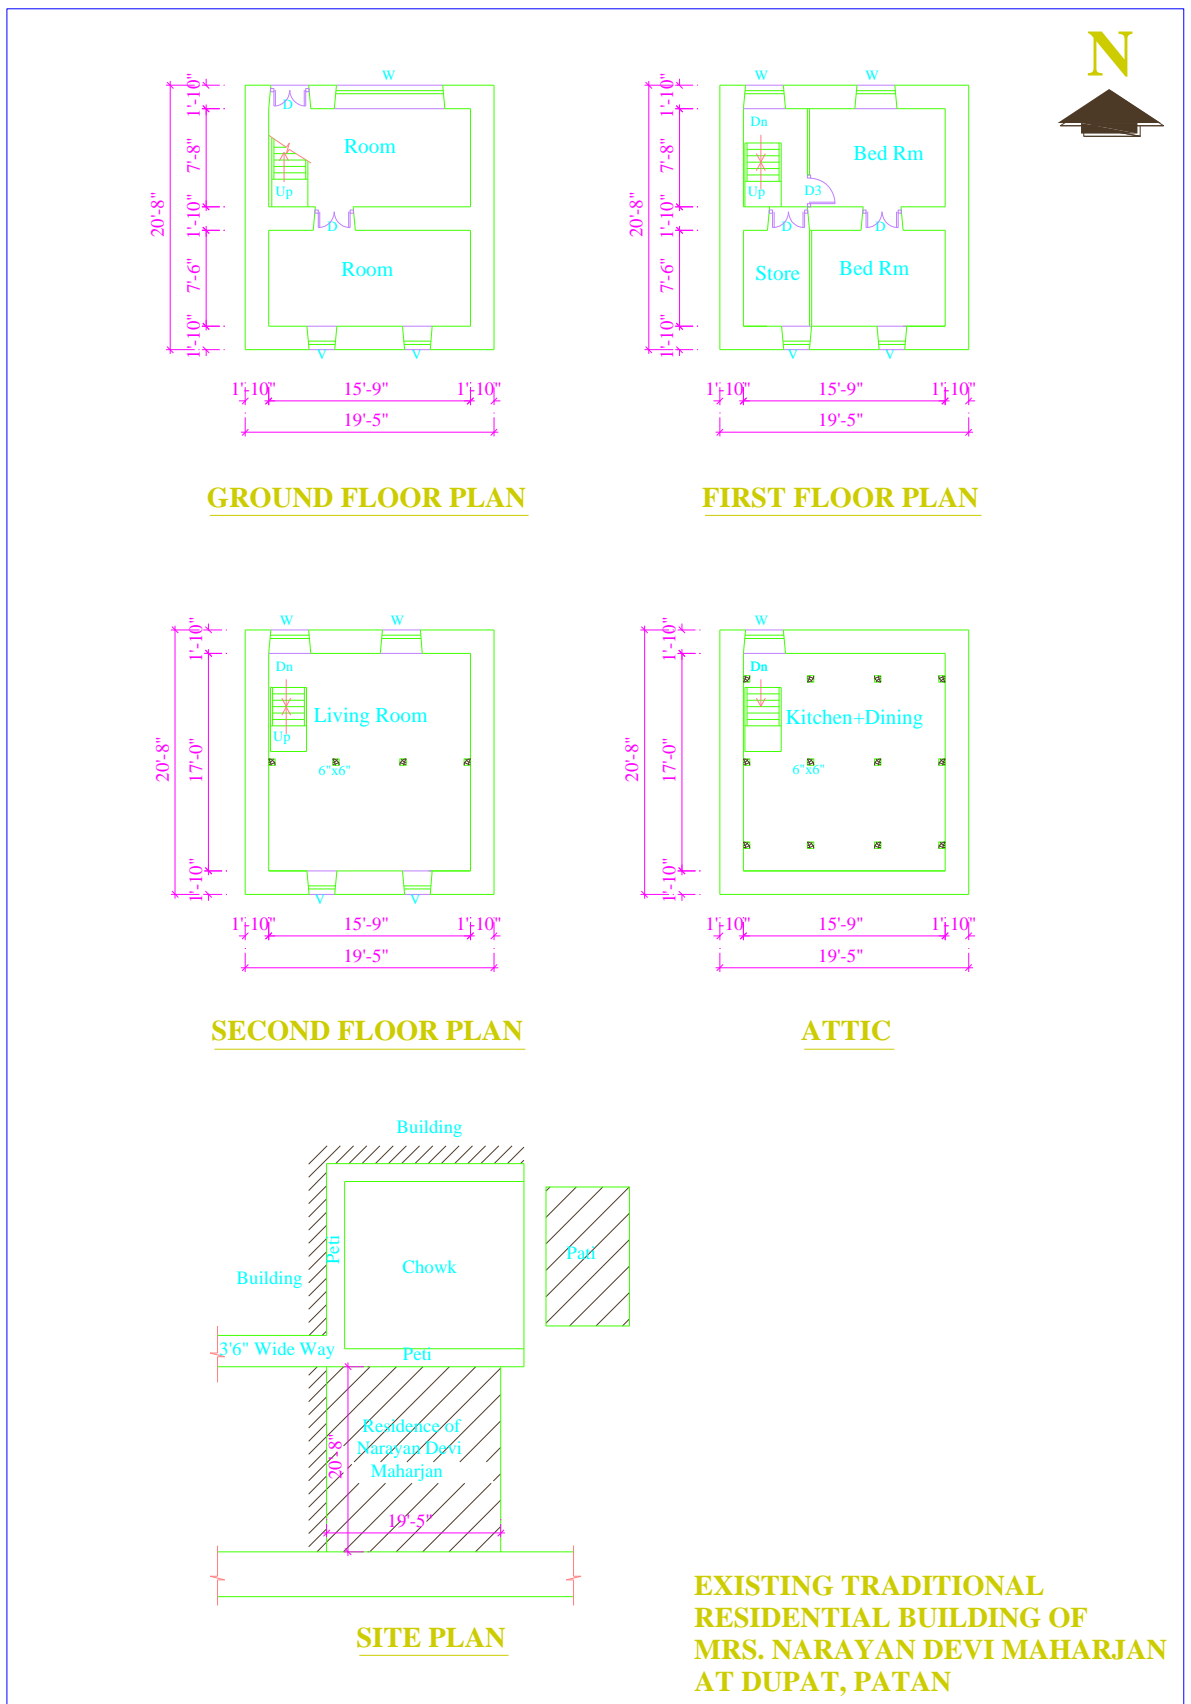 N
W
D
Room
Up
D
Room
V
V
1'-10"
7'-8"
1'-10"
7'-6"
1'-10"
20'-8"
1'-10"
15'-9"
1'-10"
19'-5"
GROUND FLOOR PLAN
W
W
Dn
Bed Rm
Up
D3
D
D
Store
Bed Rm
V
V
1'-10"
7'-8"
1'-10"
7'-6"
1'-10"
20'-8"
1'-10"
15'-9"
1'-10"
19'-5"
FIRST FLOOR PLAN
W
W
Dn
Living Room
Up
6"x6"
V
V
1'-10"
17'-0"
1'-10"
20'-8"
1'-10"
15'-9"
1'-10"
19'-5"
SECOND FLOOR PLAN
W
Dn
Kitchen+Dining
6"x6"
1'-10"
17'-0"
1'-10"
20'-8"
1'-10"
15'-9"
1'-10"
19'-5"
ATTIC
Building
Peti
Chowk
Pati
Building
3'6" Wide Way
Peti
Residence of
Narayan Devi
Maharjan
20'-8"
19'-5"
SITE PLAN
EXISTING TRADITIONAL
RESIDENTIAL BUILDING OF
MRS. NARAYAN DEVI MAHARJAN
AT DUPAT, PATAN